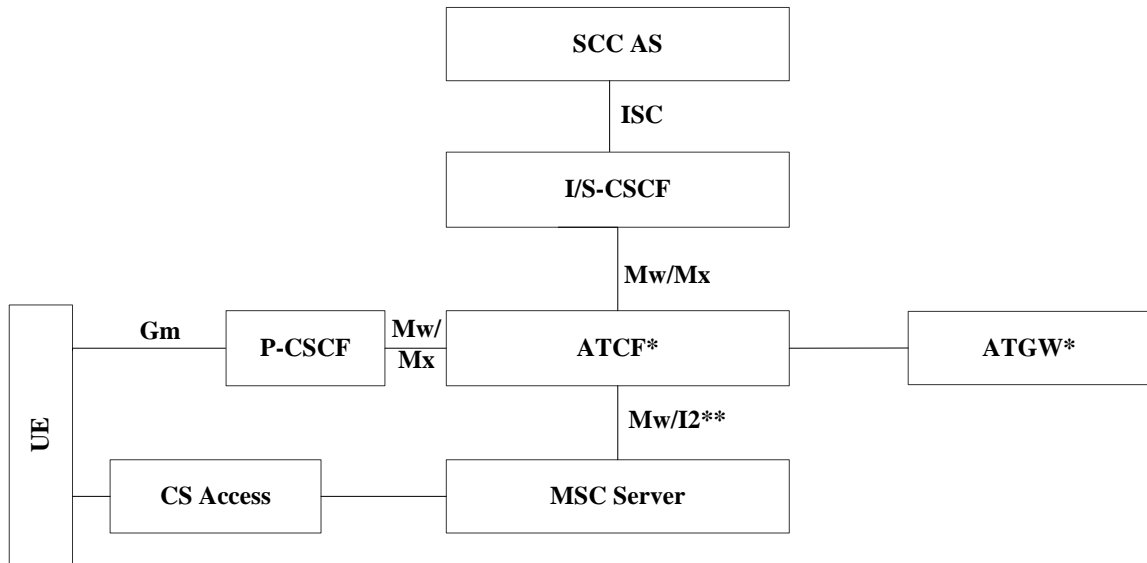 SCC AS
ISC
I/S-CSCF
Mw/Mx
Gm
P-CSCF
Mw/
Mx
ATCF*
ATGW*
Mw/I2**
UE
CS Access
MSC Server